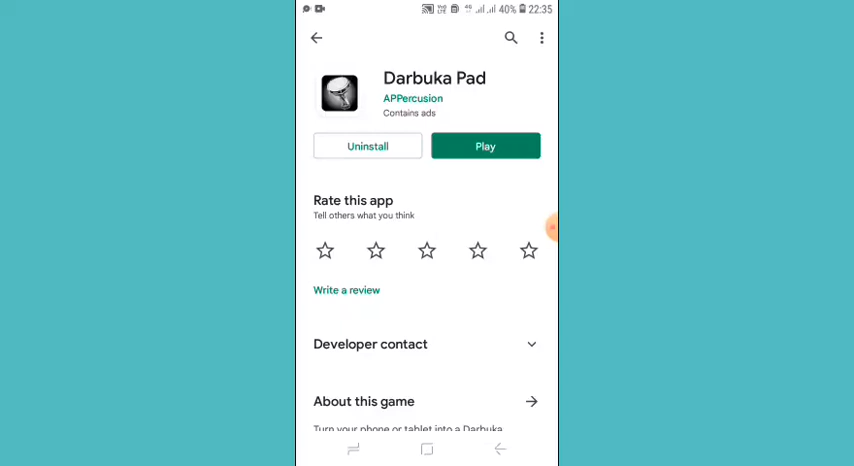 40% 22:35
Darbuka Pad
APPercusion
Contains ads
Uninstall
Play
Rate this app
Tell others what you think
Write a review
Developer contact
About this game
Turn your phone or tablet into a Darbuka